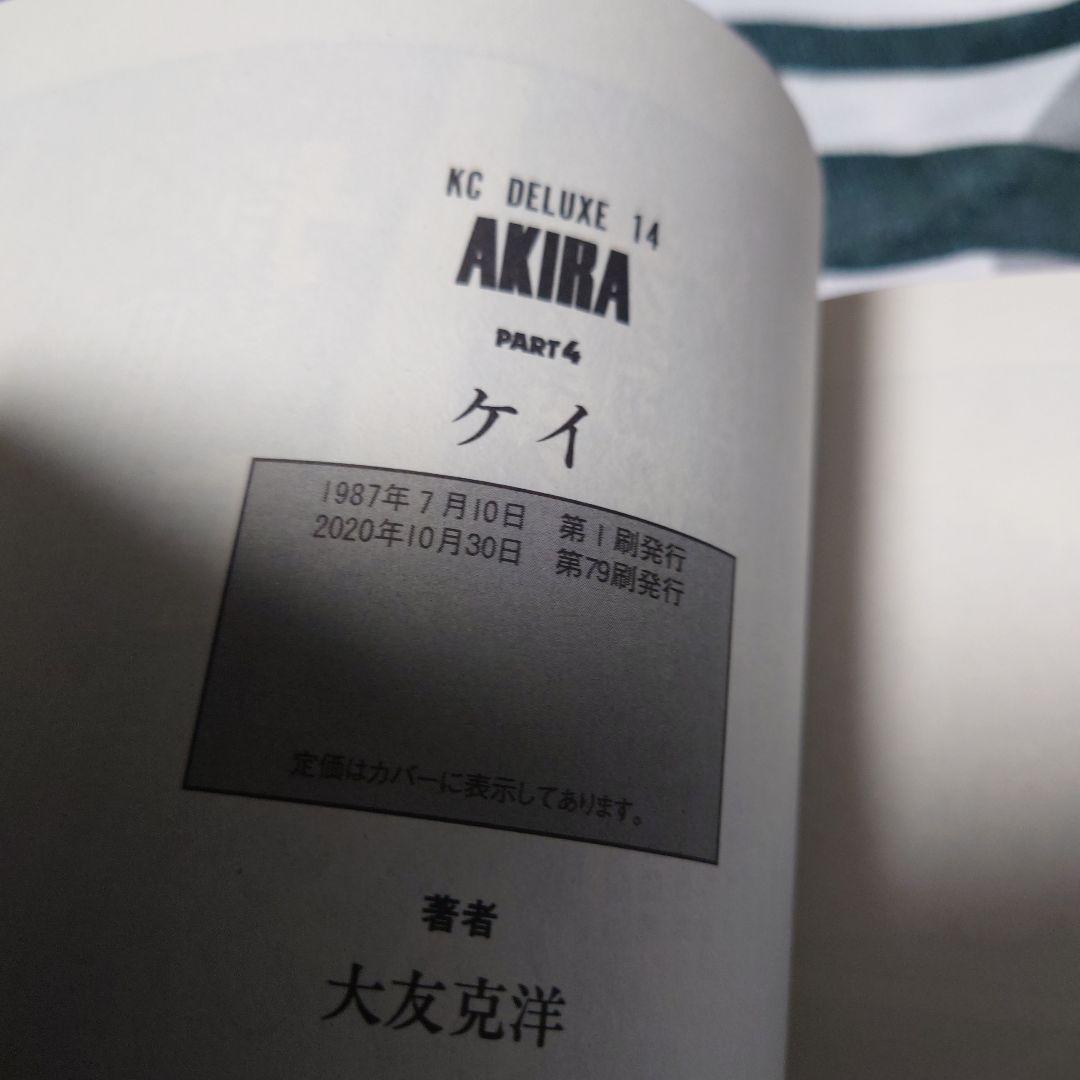 KC DELUXE 14
AKIRA
PART4
ケイ
1987年7月10日 第1刷発行
2020年10月30日 第79刷発行
定価はカバーに表示してあります。
著者
大友克洋